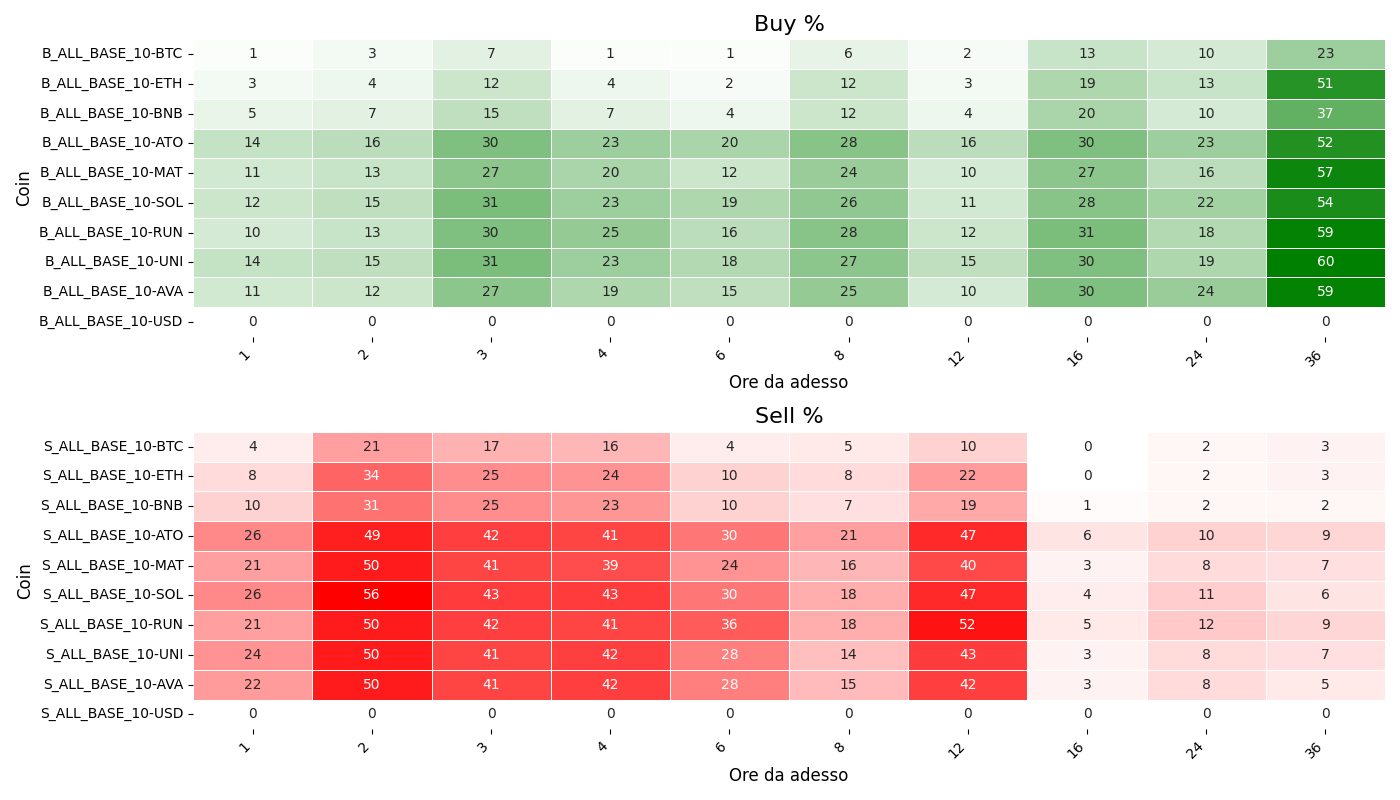 Buy %
Coin
B_ALL_BASE_10-BTC 1 3 7 1 1 6 2 13 10 23
B_ALL_BASE_10-ETH 3 4 12 4 2 12 3 19 13 51
B_ALL_BASE_10-BNB 5 7 15 7 4 12 4 20 10 37
B_ALL_BASE_10-ATO 14 16 30 23 20 28 16 30 23 52
B_ALL_BASE_10-MAT 11 13 27 20 12 24 10 27 16 57
B_ALL_BASE_10-SOL 12 15 31 23 19 26 11 28 22 54
B_ALL_BASE_10-RUN 10 13 30 25 16 28 12 31 18 59
B_ALL_BASE_10-UNI 14 15 31 23 18 27 15 30 19 60
B_ALL_BASE_10-AVA 11 12 27 19 15 25 10 30 24 59
B_ALL_BASE_10-USD 0 0 0 0 0 0 0 0 0 0
1 2 3 4 6 8 12 16 24 36
Ore da adesso
Sell %
Coin
S_ALL_BASE_10-BTC 4 21 17 16 4 5 10 0 2 3
S_ALL_BASE_10-ETH 8 34 25 24 10 8 22 0 2 3
S_ALL_BASE_10-BNB 10 31 25 23 10 7 19 1 2 2
S_ALL_BASE_10-ATO 26 49 42 41 30 21 47 6 10 9
S_ALL_BASE_10-MAT 21 50 41 39 24 16 40 3 8 7
S_ALL_BASE_10-SOL 26 56 43 43 30 18 47 4 11 6
S_ALL_BASE_10-RUN 21 50 42 41 36 18 52 5 12 9
S_ALL_BASE_10-UNI 24 50 41 42 28 14 43 3 8 7
S_ALL_BASE_10-AVA 22 50 41 42 28 15 42 3 8 5
S_ALL_BASE_10-USD 0 0 0 0 0 0 0 0 0 0
1 2 3 4 6 8 12 16 24 36
Ore da adesso